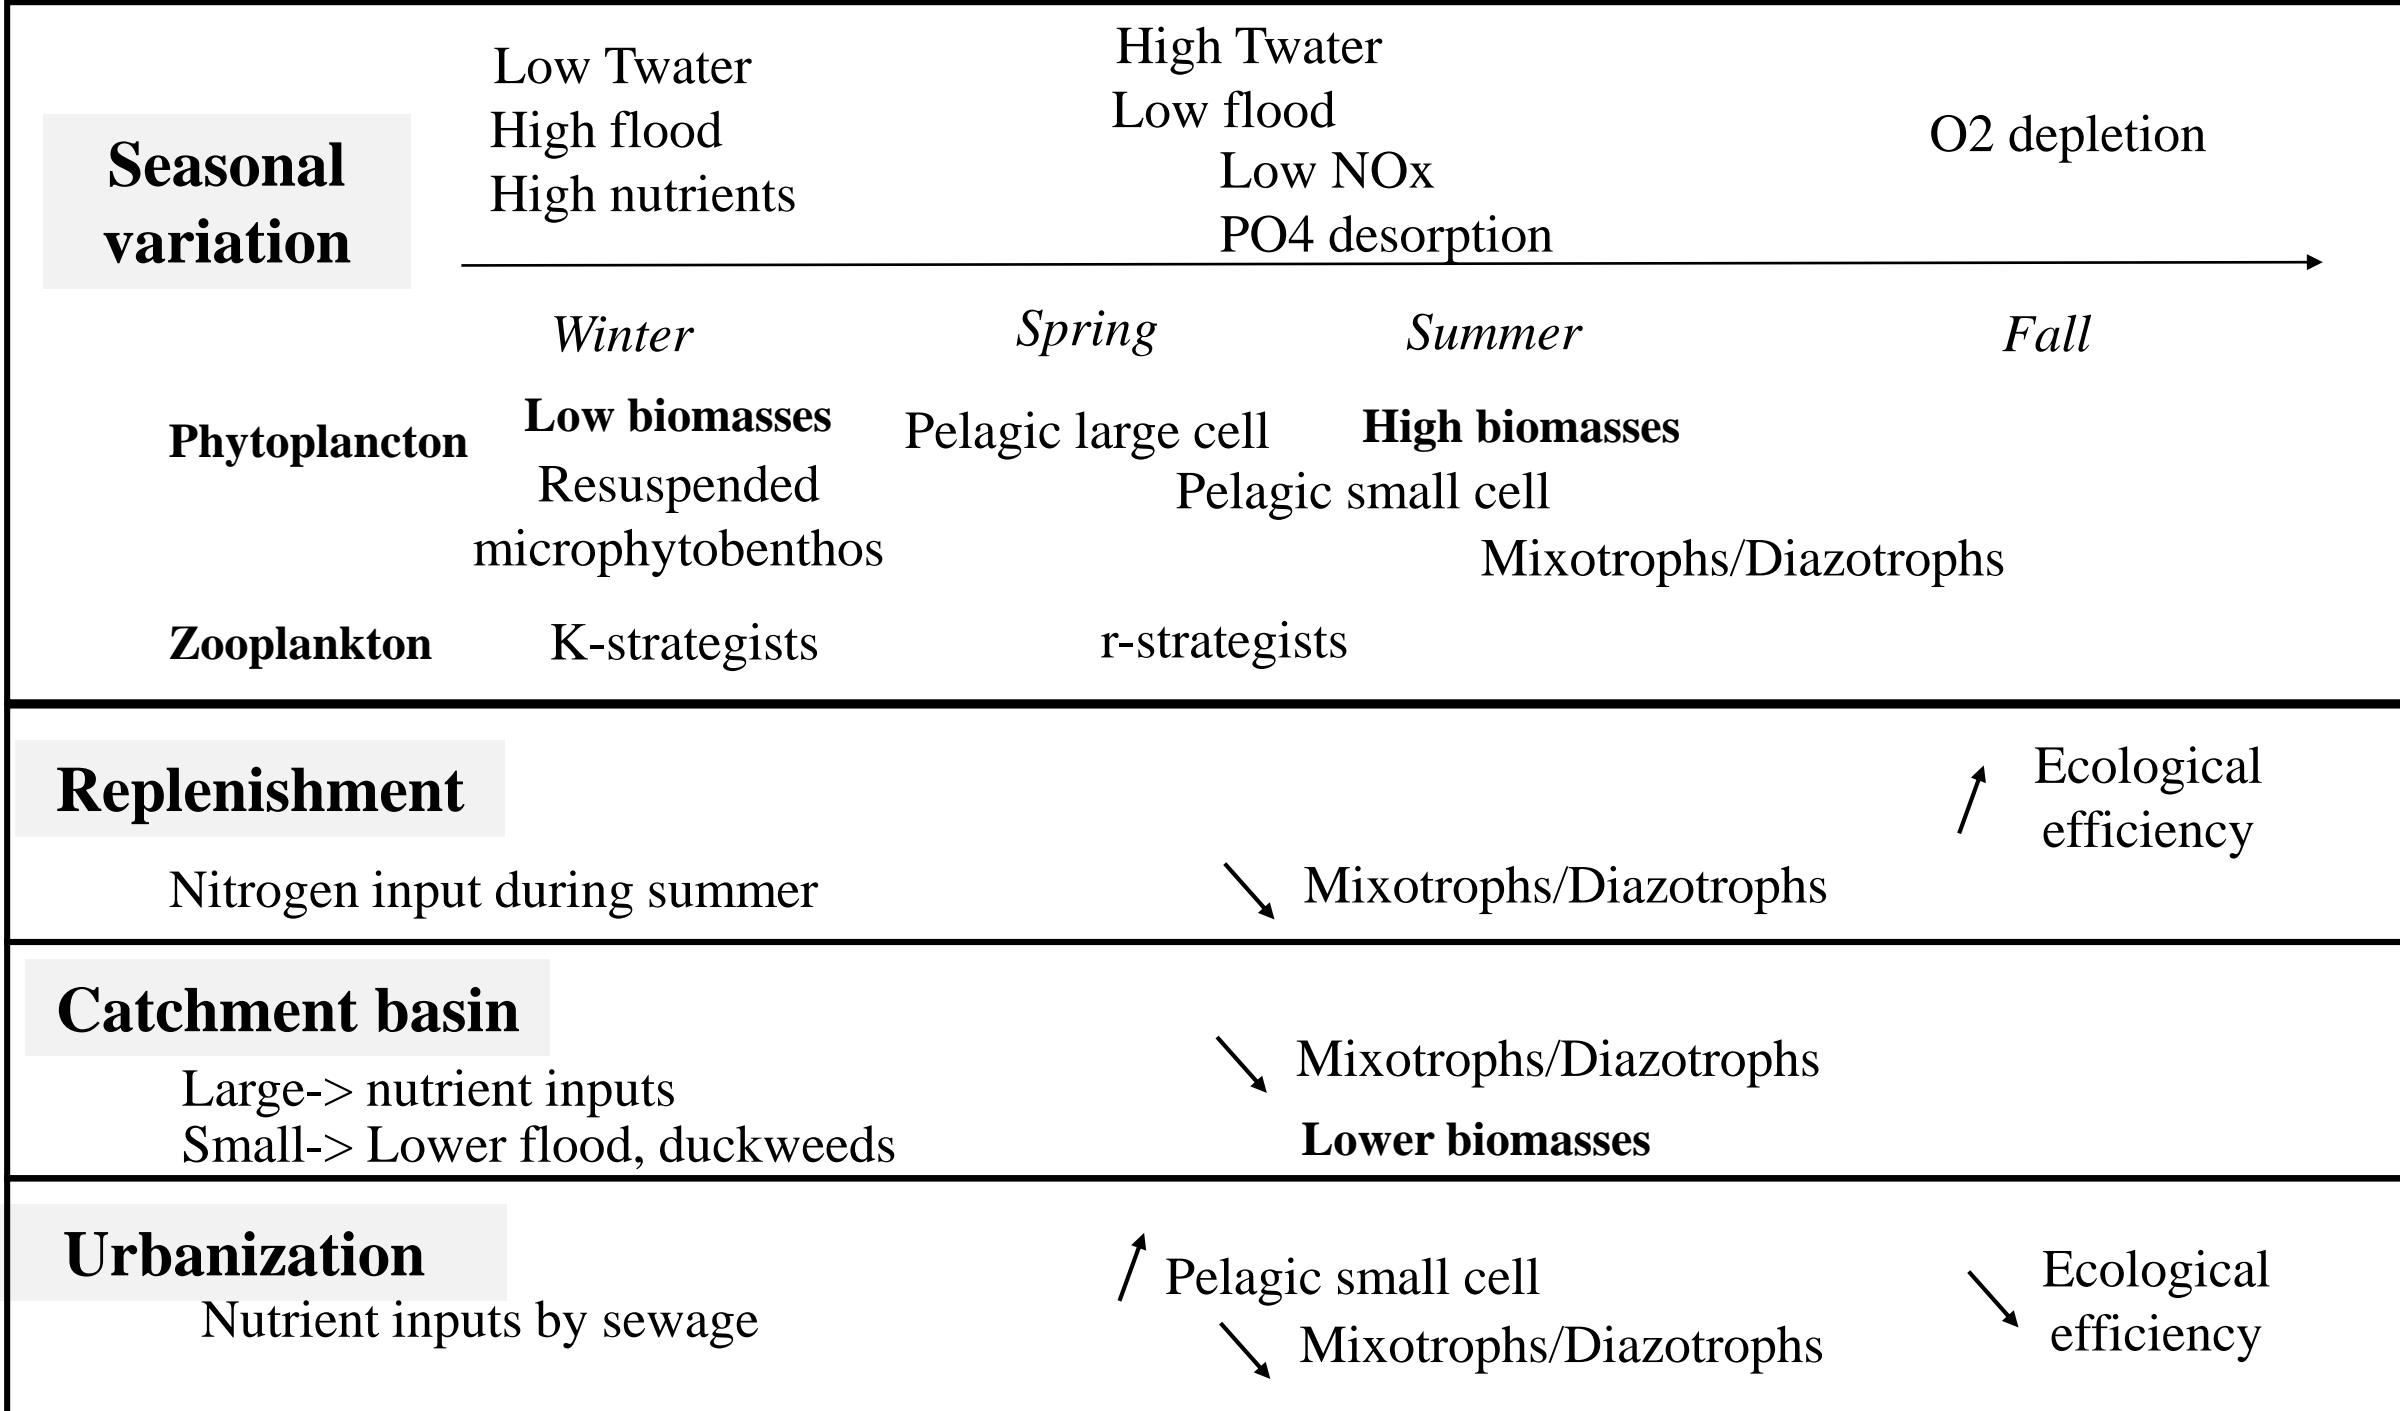 Seasonal
variation
Low Twater
High flood
High nutrients
High Twater
Low flood
Low NOx
PO4 desorption
O2 depletion
Winter
Spring
Summer
Fall
Phytoplancton
Low biomasses
Resuspended
microphytobenthos
Pelagic large cell
High biomasses
Pelagic small cell
Mixotrophs/Diazotrophs
Zooplankton
K-strategists
r-strategists
Replenishment
Nitrogen input during summer
Mixotrophs/Diazotrophs
Ecological
efficiency
Catchment basin
Large-> nutrient inputs
Small-> Lower flood, duckweeds
Mixotrophs/Diazotrophs
Lower biomasses
Urbanization
Nutrient inputs by sewage
Pelagic small cell
Mixotrophs/Diazotrophs
Ecological
efficiency